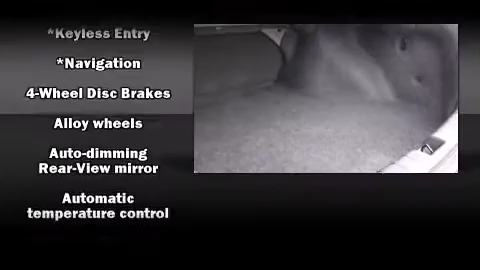 *Keyless Entry
*Navigation
4-Wheel Disc Brakes
Alloy wheels
Auto-dimming
Rear-View mirror
Automatic
temperature control